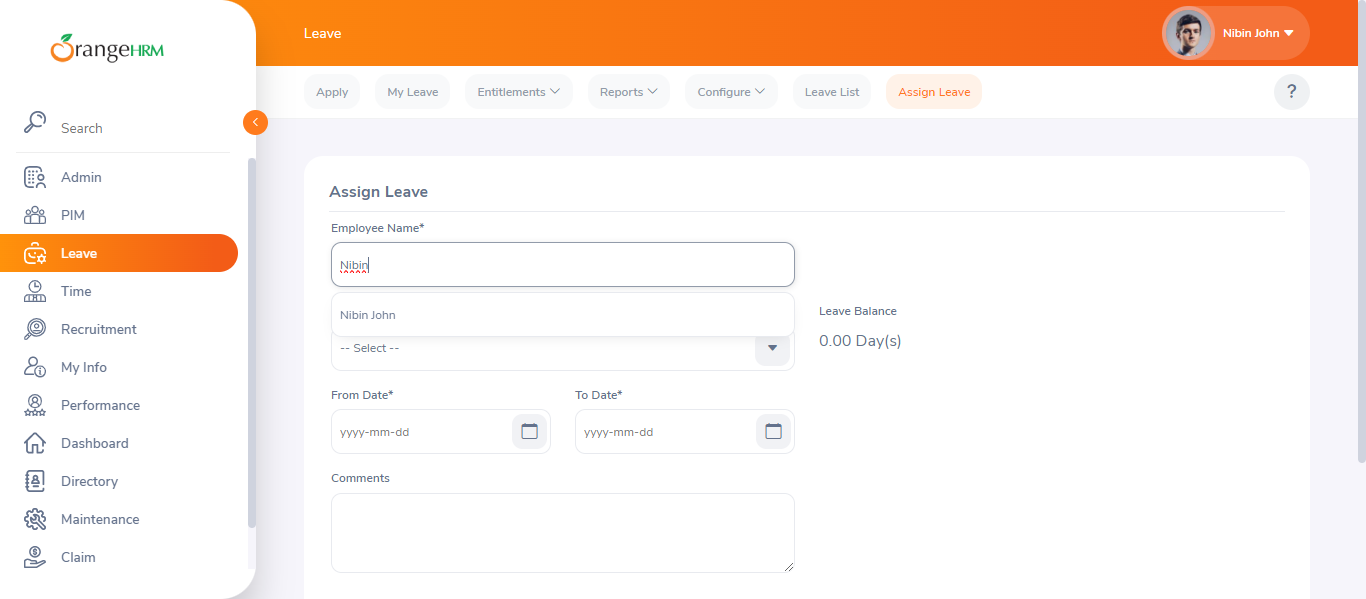 OrangeHRM
Leave
Nibin John
Apply
My Leave
Entitlements
Reports
Configure
Leave List
Assign Leave
?
Search
Admin
PIM
Leave
Time
Recruitment
My Info
Performance
Dashboard
Directory
Maintenance
Claim
Assign Leave
Employee Name*
Nibin
Nibin John
-- Select --
Leave Balance
0.00 Day(s)
From Date*
To Date*
yyyy-mm-dd
yyyy-mm-dd
Comments